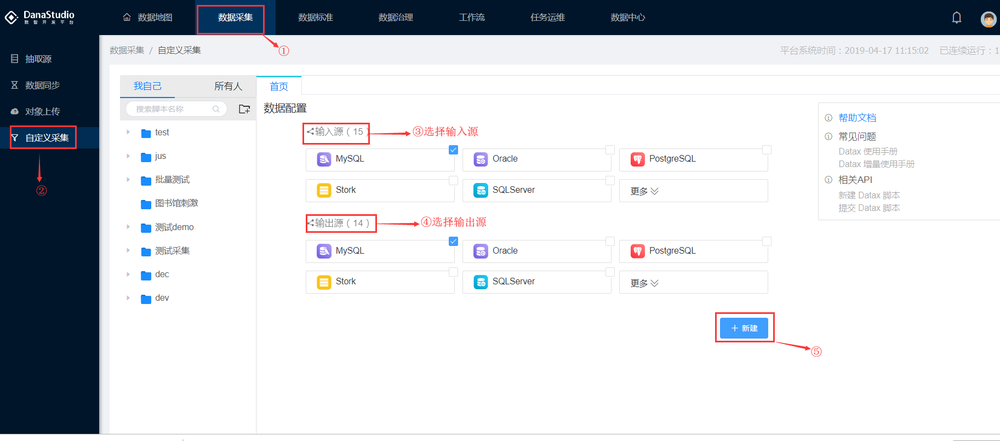 DanaStudio
数智开发平台
数据地图
数据采集
数据标准
数据治理
工作流
任务运维
数据中心
①
抽取源
数据同步
对象上传
自定义采集
②
数据采集 / 自定义采集
平台系统时间：2019-04-17 11:15:02 已连续运行：1
我自己
所有人
首页
搜索脚本名称
test
jus
批量测试
图书馆刺激
测试demo
测试采集
dec
dev
数据配置
输入源（15）
③选择输入源
MySQL
Oracle
PostgreSQL
Stork
SQLServer
更多
输出源（14）
④选择输出源
MySQL
Oracle
PostgreSQL
Stork
SQLServer
更多
+ 新建
⑤
帮助文档
常见问题
Datax 使用手册
Datax 增量使用手册
相关API
新建 Datax 脚本
提交 Datax 脚本